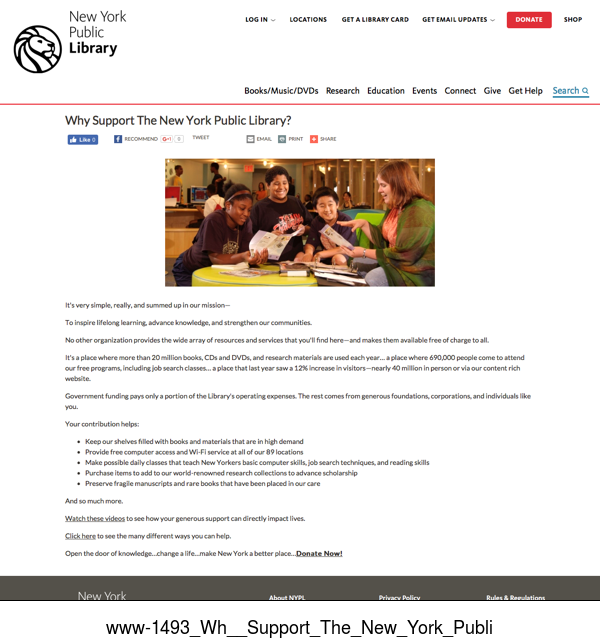 New York
Public
Library
LOG IN
LOCATIONS
GET A LIBRARY CARD
GET EMAIL UPDATES
DONATE
SHOP
Books/Music/DVDs Research Education Events Connect Give Get Help Search
Why Support The New York Public Library?
Like 0
RECOMMEND
G+1 0
TWEET
EMAIL
PRINT
SHARE
It's very simple, really, and summed up in our mission—
To inspire lifelong learning, advance knowledge, and strengthen our communities.
No other organization provides the wide array of resources and services that you'll find here—and makes them available free of charge to all.
It's a place where more than 20 million books, CDs and DVDs, and research materials are used each year... a place where 690,000 people come to attend
our free programs, including job search classes... a place that last year saw a 12% increase in visitors—nearly 40 million in person or via our content rich
website.
Government funding pays only a portion of the Library's operating expenses. The rest comes from generous foundations, corporations, and individuals like
you.
Your contribution helps:
• Keep our shelves filled with books and materials that are in high demand
• Provide free computer access and Wi-Fi service at all of our 89 locations
• Make possible daily classes that teach New Yorkers basic computer skills, job search techniques, and reading skills
• Purchase items to add to our world-renowned research collections to advance scholarship
• Preserve fragile manuscripts and rare books that have been placed in our care
And so much more.
Watch these videos to see how your generous support can directly impact lives.
Click here to see the many different ways you can help.
Open the door of knowledge...change a life...make New York a better place...Donate Now!
New York
About NYPL
Privacy Policy
Rules & Regulations
www-1493_Wh__Support_The_New_York_Publi